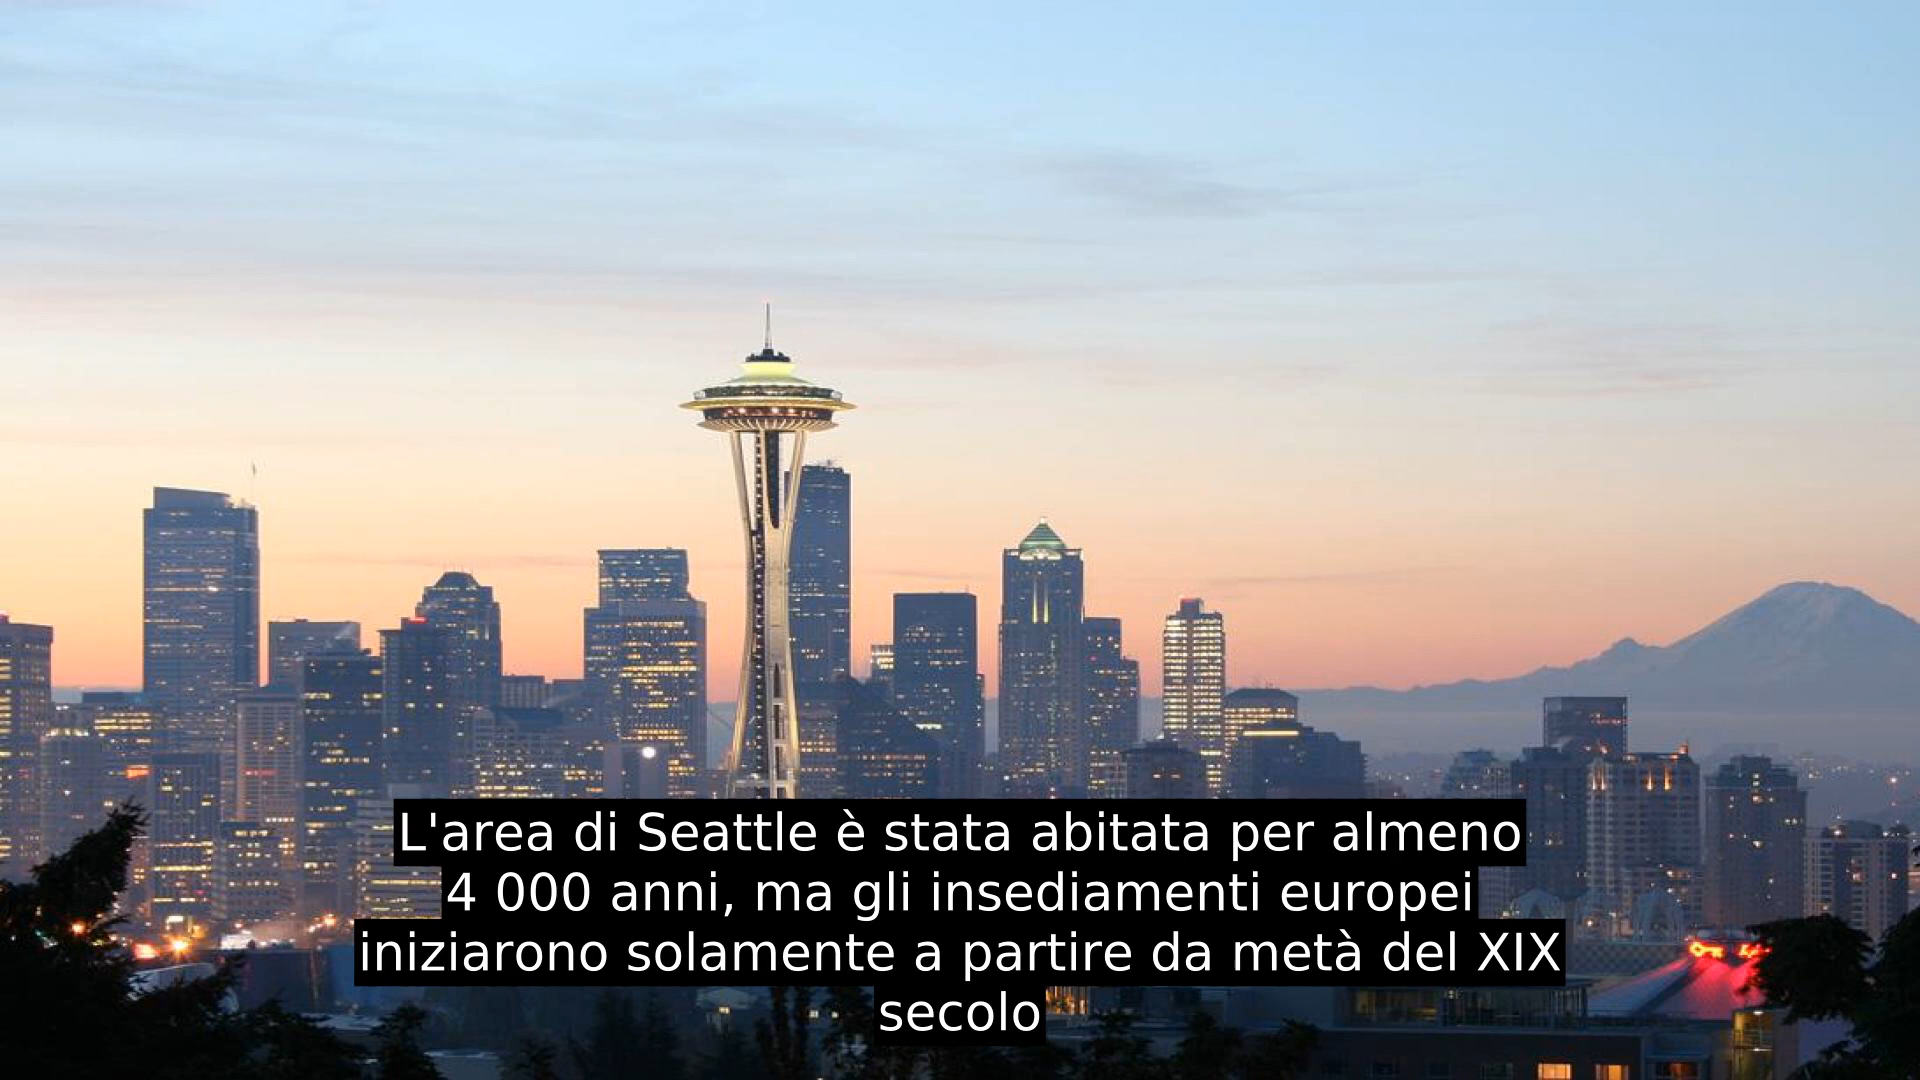 L'area di Seattle è stata abitata per almeno
4 000 anni, ma gli insediamenti europei
iniziarono solamente a partire da metà del XIX
secolo